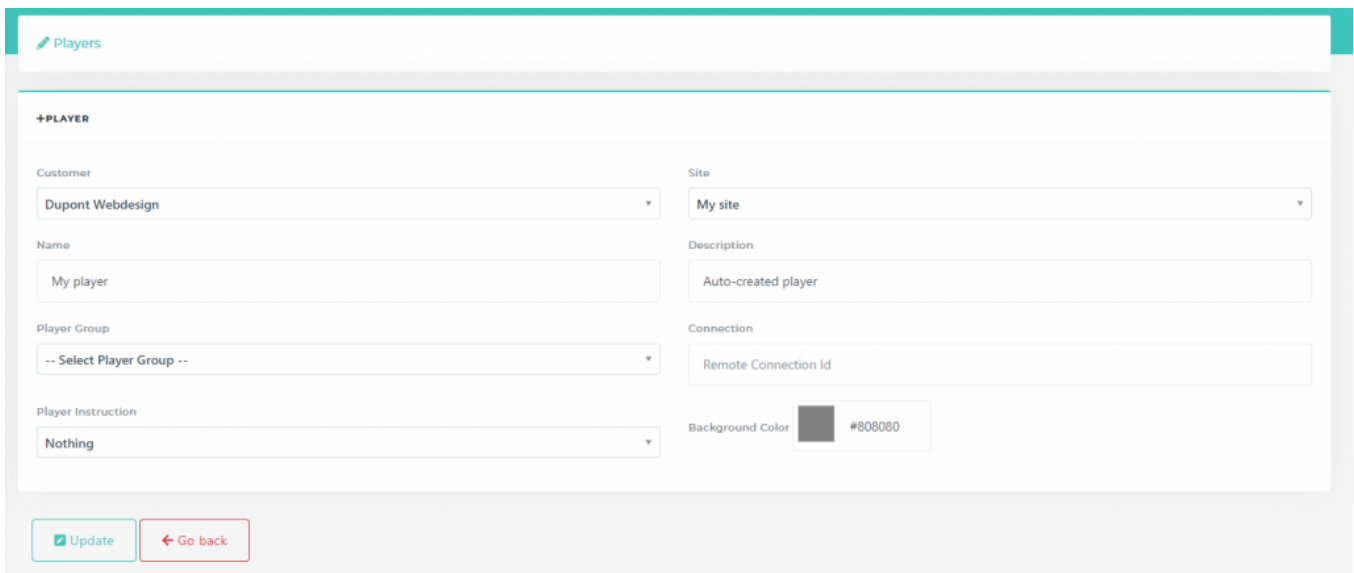 Players
+PLAYER
Customer
Dupont Webdesign
Site
My site
Name
My player
Description
Auto-created player
Player Group
-- Select Player Group --
Connection
Remote Connection Id
Player Instruction
Nothing
Background Color
#808080
Update
Go back